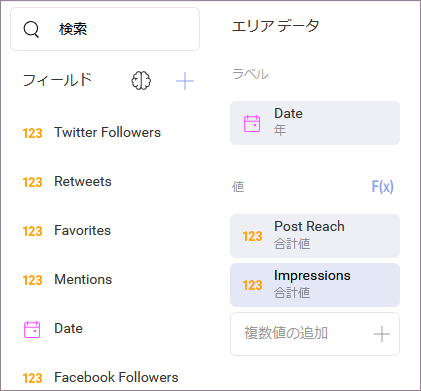 検索
フィールド
123 Twitter Followers
123 Retweets
123 Favorites
123 Mentions
Date
123 Facebook Followers
エリア データ
ラベル
Date
年
値 F(x)
123 Post Reach
合計値
123 Impressions
合計値
複数値の追加